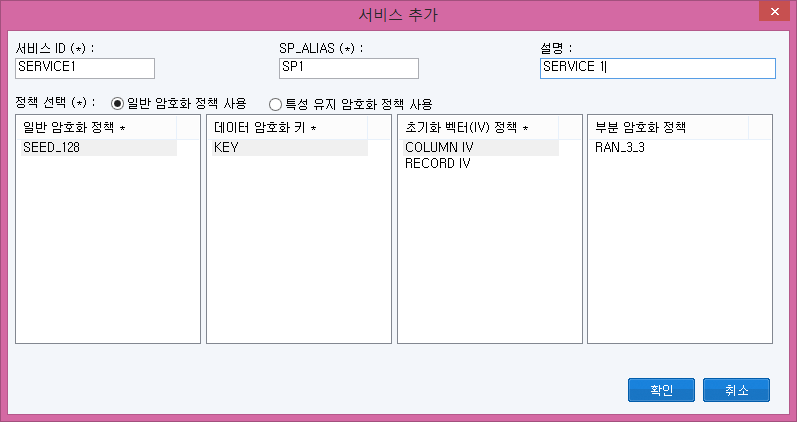 서비스 추가
서비스 ID (*) : SP_ALIAS (*) : 설명 :
SERVICE1 SP1 SERVICE 1
정책 선택 (*) : 일반 암호화 정책 사용 특성 유지 암호화 정책 사용
일반 암호화 정책 * 데이터 암호화 키 * 초기화 벡터(IV) 정책 * 부분 암호화 정책
SEED_128 KEY COLUMN IV RAN_3_3
RECORD IV
확인 취소